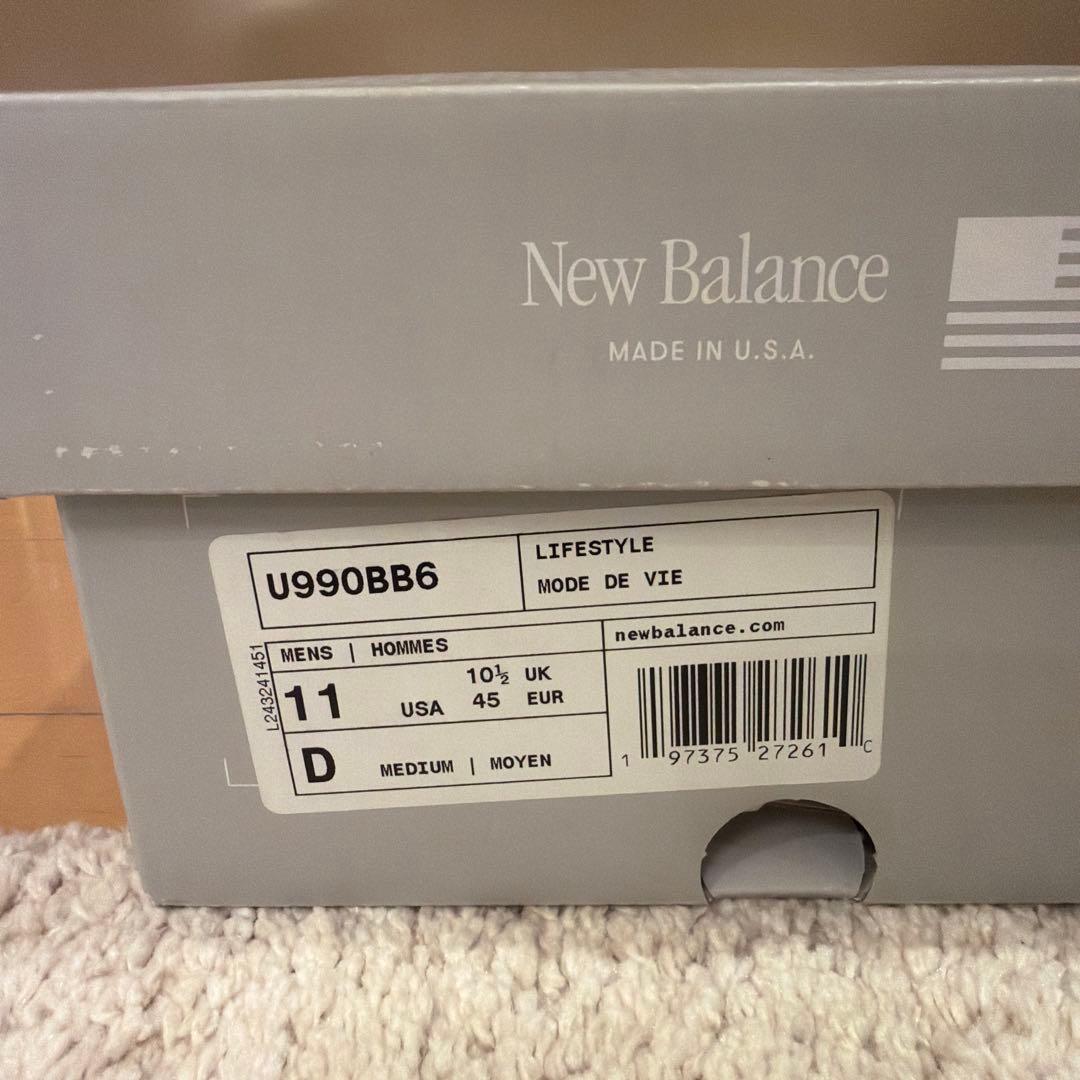 New Balance
MADE IN U.S.A.
U990BB6
LIFESTYLE
MODE DE VIE
MENS | HOMMES
newbalance.com
11 USA
10½ UK
45 EUR
D MEDIUM | MOYEN
L243241451
1 97375 27261 C